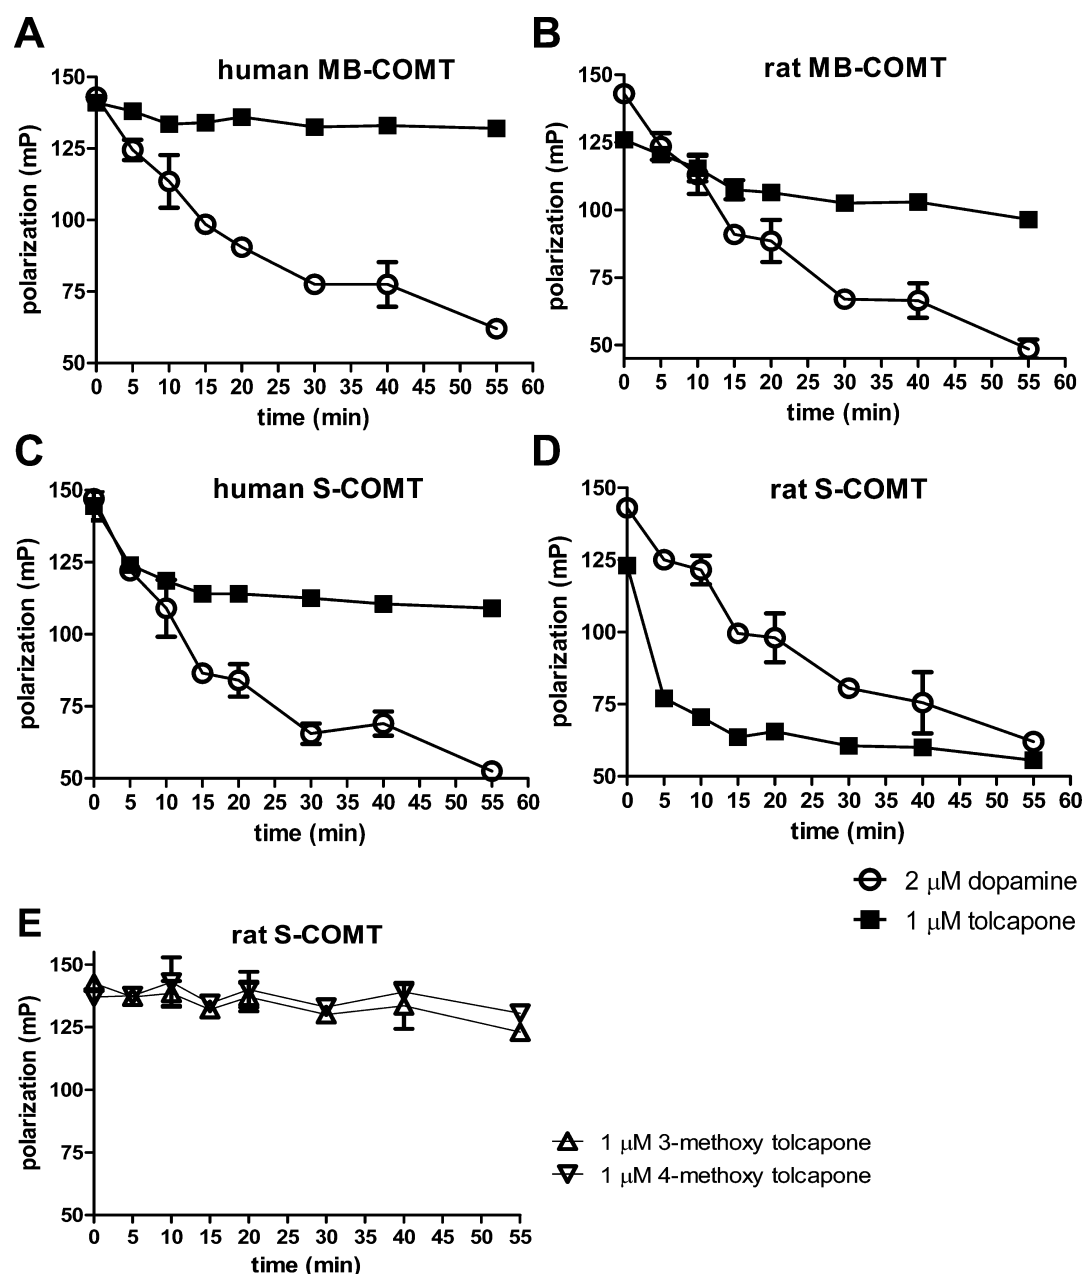 A
human MB-COMT
polarization (mP)
150
125
100
75
50
0 5 10 15 20 25 30 35 40 45 50 55 60
time (min)
B
rat MB-COMT
polarization (mP)
150
125
100
75
50
0 5 10 15 20 25 30 35 40 45 50 55 60
time (min)
C
human S-COMT
polarization (mP)
150
125
100
75
50
0 5 10 15 20 25 30 35 40 45 50 55 60
time (min)
D
rat S-COMT
polarization (mP)
150
125
100
75
50
0 5 10 15 20 25 30 35 40 45 50 55 60
time (min)
2 μM dopamine
1 μM tolcapone
E
rat S-COMT
polarization (mP)
150
125
100
75
50
0 5 10 15 20 25 30 35 40 45 50 55
time (min)
1 μM 3-methoxy tolcapone
1 μM 4-methoxy tolcapone